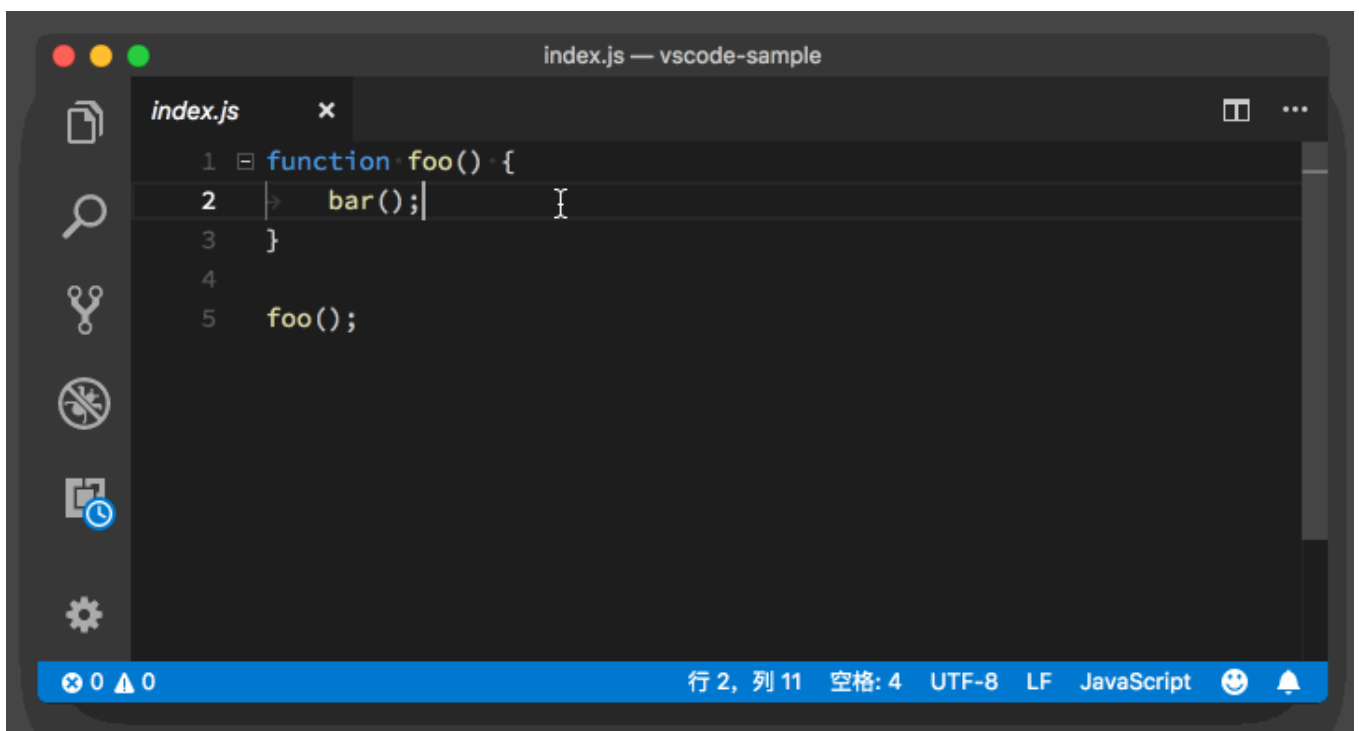 index.js — vscode-sample
index.js
1 function foo() {
2 bar();
3 }
4
5 foo();
0 0 行 2，列 11 空格: 4 UTF-8 LF JavaScript